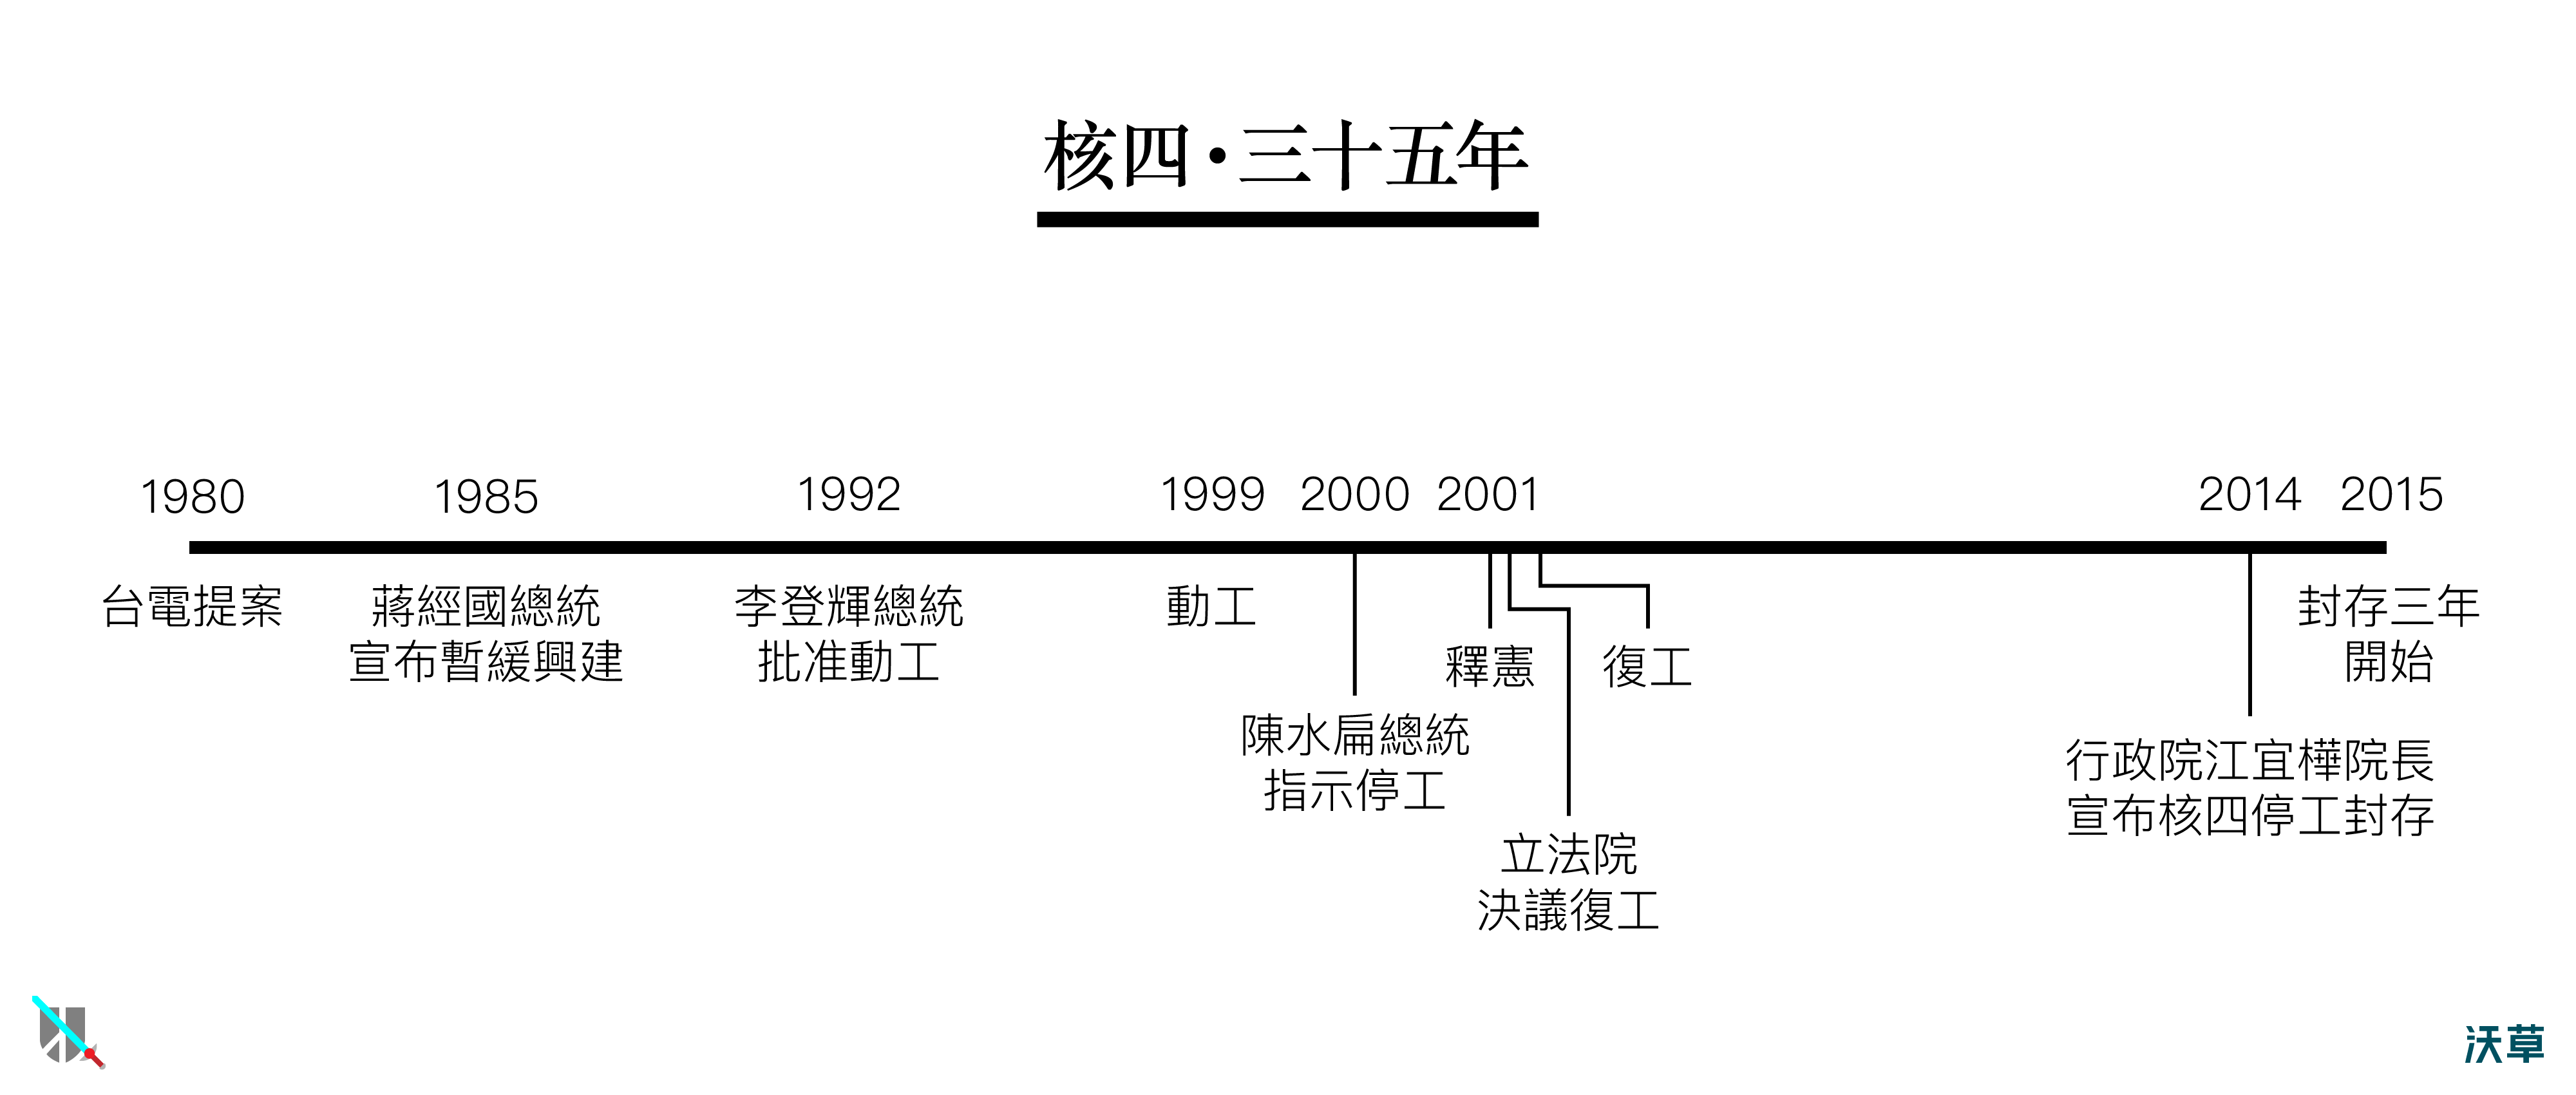 核四·三十五年
1980
1985
1992
1999
2000
2001
2014
2015
台電提案
蔣經國總統
宣布暫緩興建
李登輝總統
批准動工
動工
陳水扁總統
指示停工
釋憲
立法院
決議復工
復工
行政院江宜樺院長
宣布核四停工封存
封存三年
開始
沃草